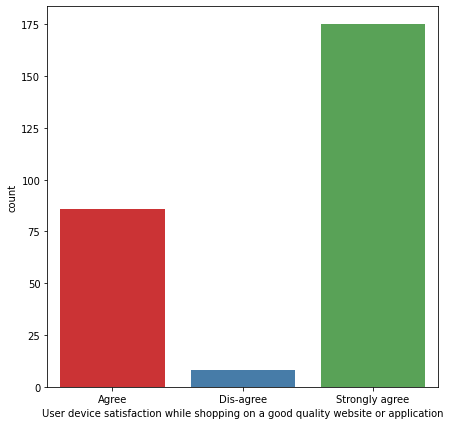 175
150
125
100
75
50
25
0
count
Agree
Dis-agree
Strongly agree
User device satisfaction while shopping on a good quality website or application